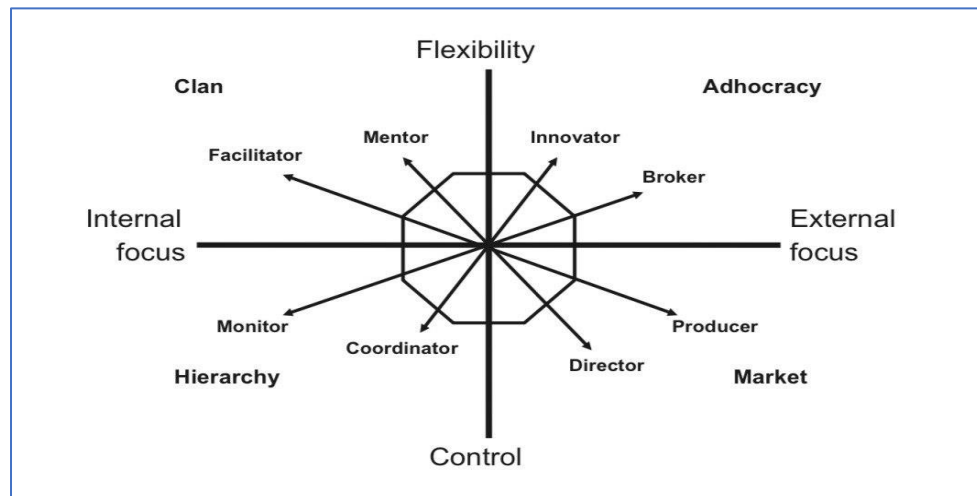 Flexibility
Clan
Adhocracy
Mentor
Innovator
Facilitator
Broker
Internal
focus
External
focus
Monitor
Producer
Coordinator
Director
Hierarchy
Market
Control